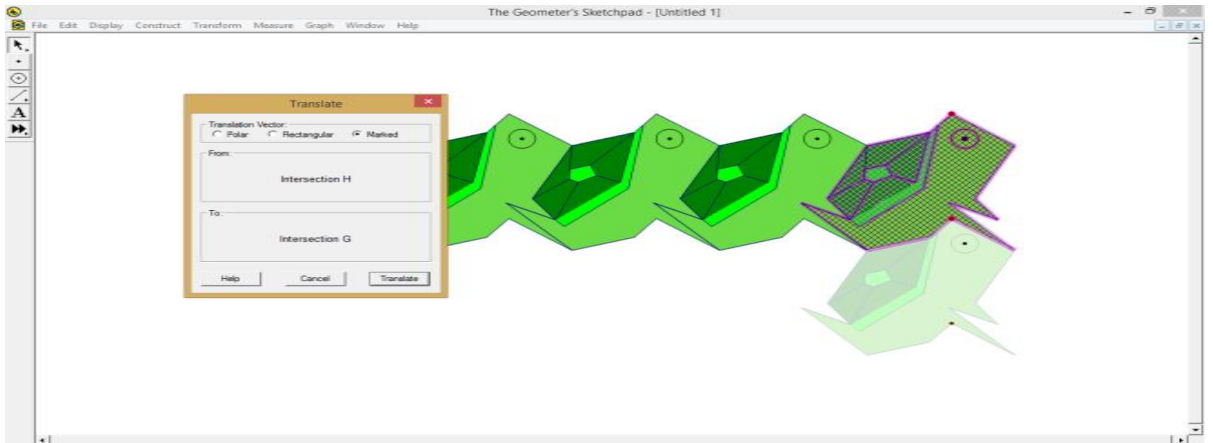 The Geometer's Sketchpad - [Untitled 1]
File Edit Display Construct Transform Measure Graph Window Help
A
Translate
Translation Vector:
Polar Rectangular Marked
From:
Intersection H
To:
Intersection G
Help Cancel Translate